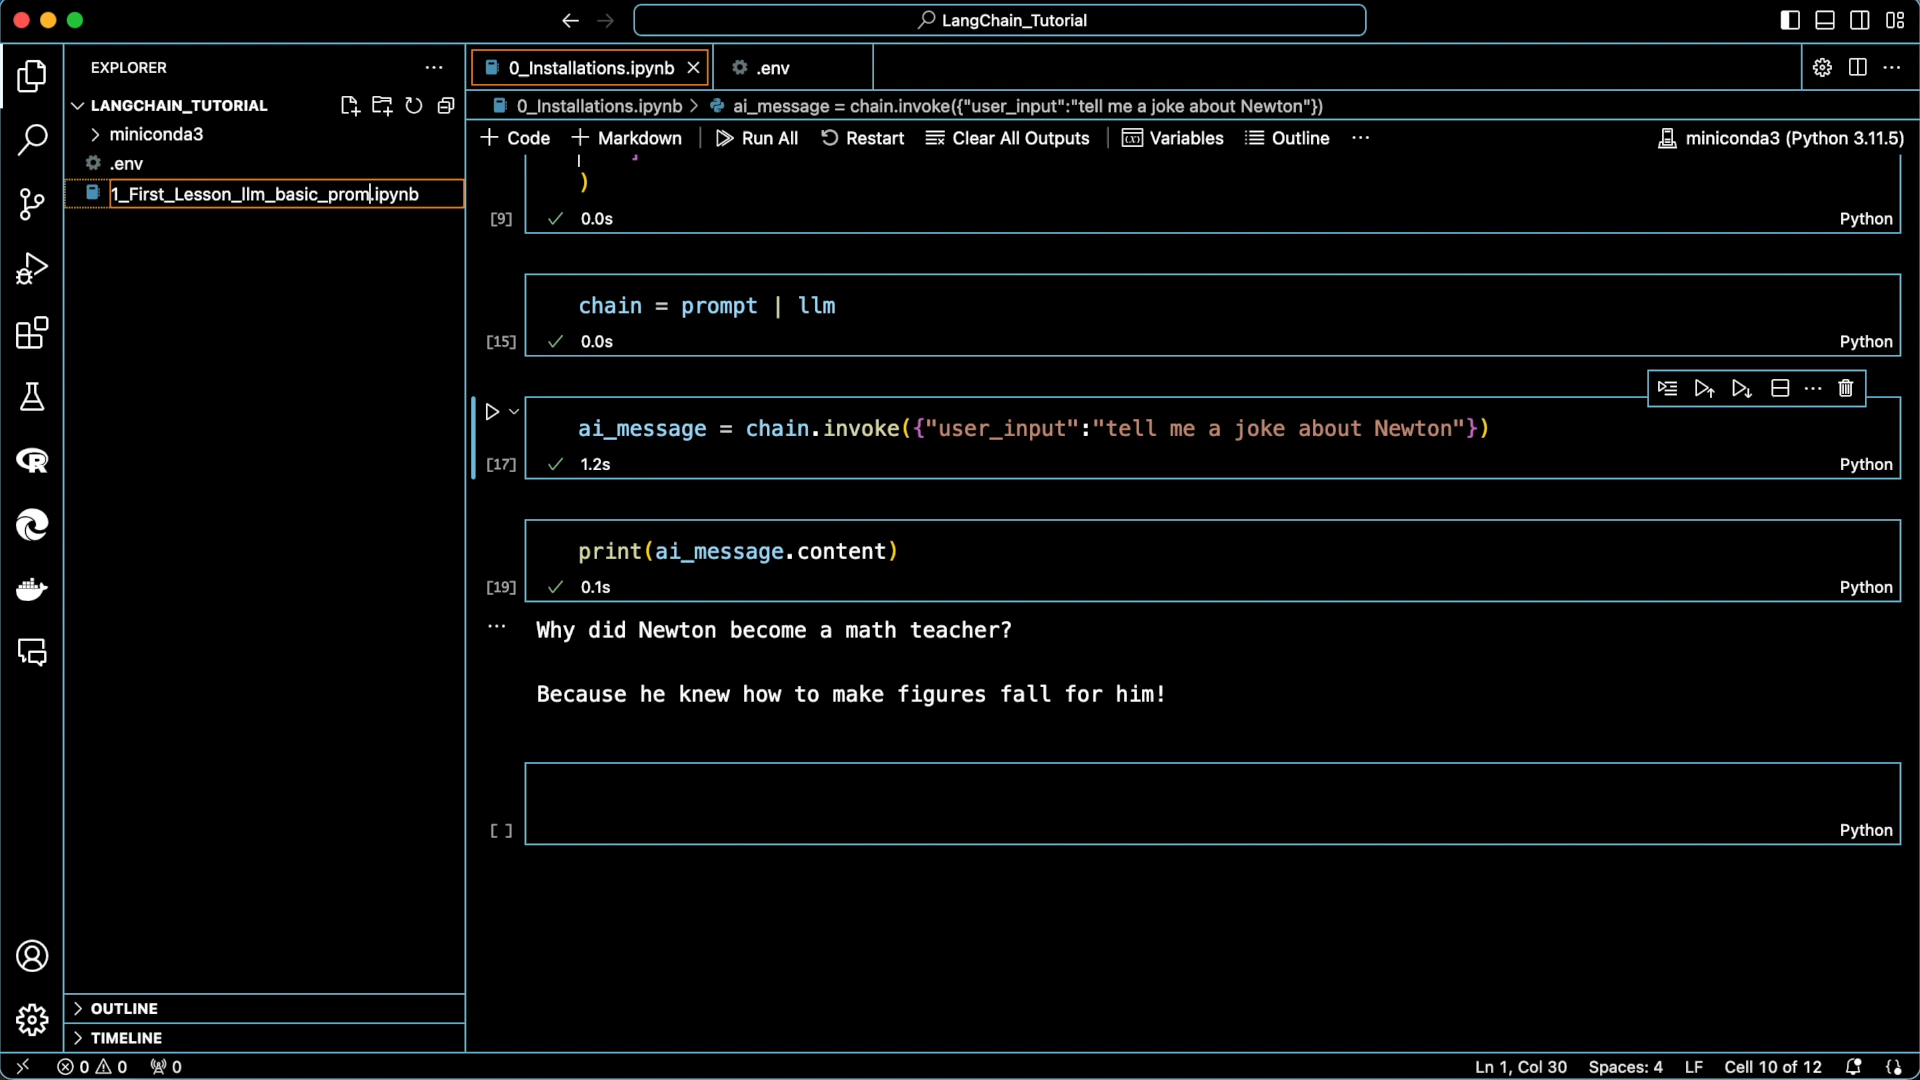 LangChain_Tutorial
EXPLORER
LANGCHAIN_TUTORIAL
miniconda3
.env
1_First_Lesson_llm_basic_prom.ipynb
OUTLINE
TIMELINE
0_Installations.ipynb
.env
0_Installations.ipynb > ai_message = chain.invoke({"user_input":"tell me a joke about Newton"})
+ Code + Markdown | Run All Restart Clear All Outputs | Variables Outline ...
miniconda3 (Python 3.11.5)
]
)
[9] 0.0s Python
chain = prompt | llm
[15] 0.0s Python
ai_message = chain.invoke({"user_input":"tell me a joke about Newton"})
[17] 1.2s Python
print(ai_message.content)
[19] 0.1s Python
... Why did Newton become a math teacher?
Because he knew how to make figures fall for him!
[ ] Python
0 0 0 Ln 1, Col 30 Spaces: 4 LF Cell 10 of 12